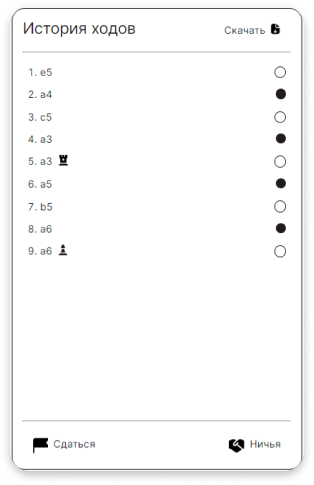 История ходов
Скачать
1. e5
2. a4
3. c5
4. a3
5. a3
6. a5
7. b5
8. a6
9. a6
Сдаться
Ничья